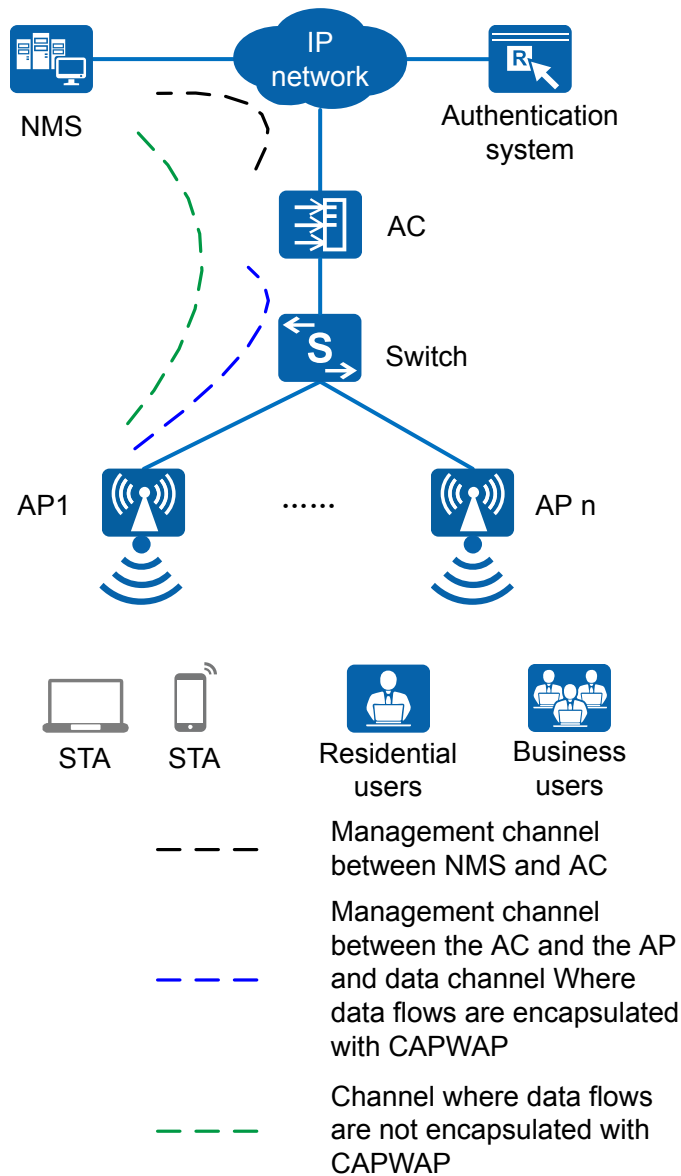 IP
network
NMS
R
Authentication
system
AC
S
Switch
AP1
......
AP n
STA
STA
Residential
users
Business
users
Management channel
between NMS and AC
Management channel
between the AC and the AP
and data channel Where
data flows are encapsulated
with CAPWAP
Channel where data flows
are not encapsulated with
CAPWAP